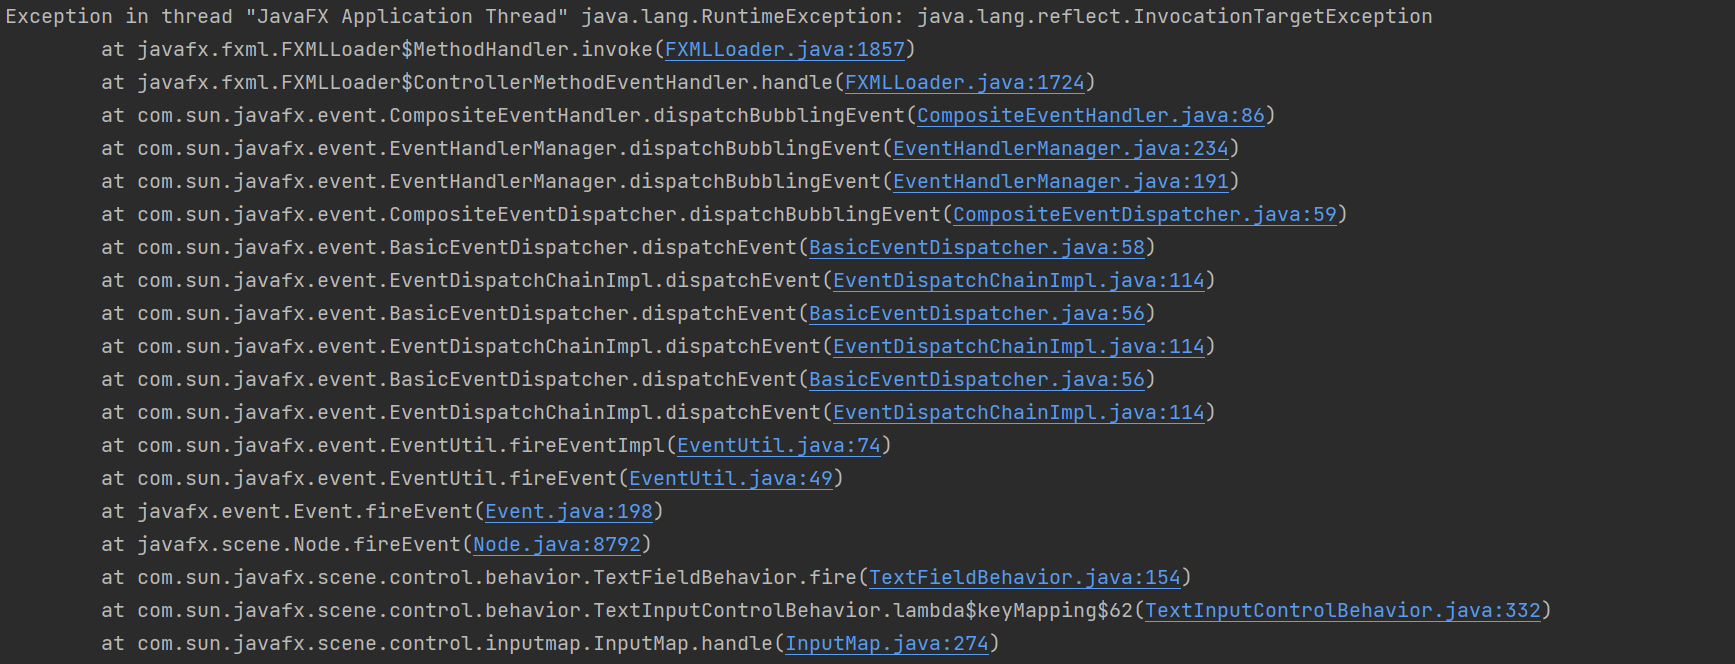 Exception in thread "JavaFX Application Thread" java.lang.RuntimeException: java.lang.reflect.InvocationTargetException
at javafx.fxml.FXMLLoader$MethodHandler.invoke(FXMLLoader.java:1857)
at javafx.fxml.FXMLLoader$ControllerMethodEventHandler.handle(FXMLLoader.java:1724)
at com.sun.javafx.event.CompositeEventHandler.dispatchBubblingEvent(CompositeEventHandler.java:86)
at com.sun.javafx.event.EventHandlerManager.dispatchBubblingEvent(EventHandlerManager.java:234)
at com.sun.javafx.event.EventHandlerManager.dispatchBubblingEvent(EventHandlerManager.java:191)
at com.sun.javafx.event.CompositeEventDispatcher.dispatchBubblingEvent(CompositeEventDispatcher.java:59)
at com.sun.javafx.event.BasicEventDispatcher.dispatchEvent(BasicEventDispatcher.java:58)
at com.sun.javafx.event.EventDispatchChainImpl.dispatchEvent(EventDispatchChainImpl.java:114)
at com.sun.javafx.event.BasicEventDispatcher.dispatchEvent(BasicEventDispatcher.java:56)
at com.sun.javafx.event.EventDispatchChainImpl.dispatchEvent(EventDispatchChainImpl.java:114)
at com.sun.javafx.event.BasicEventDispatcher.dispatchEvent(BasicEventDispatcher.java:56)
at com.sun.javafx.event.EventDispatchChainImpl.dispatchEvent(EventDispatchChainImpl.java:114)
at com.sun.javafx.event.EventUtil.fireEventImpl(EventUtil.java:74)
at com.sun.javafx.event.EventUtil.fireEvent(EventUtil.java:49)
at javafx.event.Event.fireEvent(Event.java:198)
at javafx.scene.Node.fireEvent(Node.java:8792)
at com.sun.javafx.scene.control.behavior.TextFieldBehavior.fire(TextFieldBehavior.java:154)
at com.sun.javafx.scene.control.behavior.TextInputControlBehavior.lambda$keyMapping$62(TextInputControlBehavior.java:332)
at com.sun.javafx.scene.control.inputmap.InputMap.handle(InputMap.java:274)